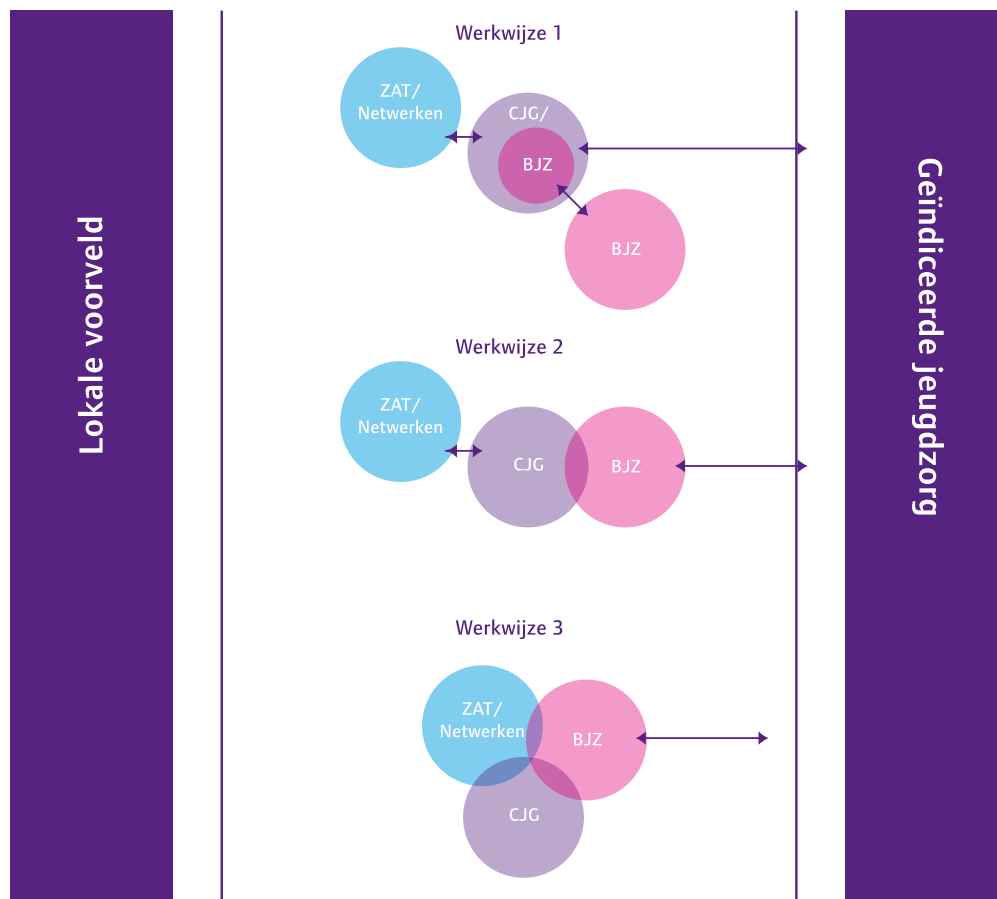 Lokale voorveld
Werkwijze 1
ZAT/
Netwerken
CJG/
BJZ
BJZ
Werkwijze 2
ZAT/
Netwerken
CJG
BJZ
Werkwijze 3
ZAT/
Netwerken
BJZ
CJG
Geïndiceerde jeugdzorg